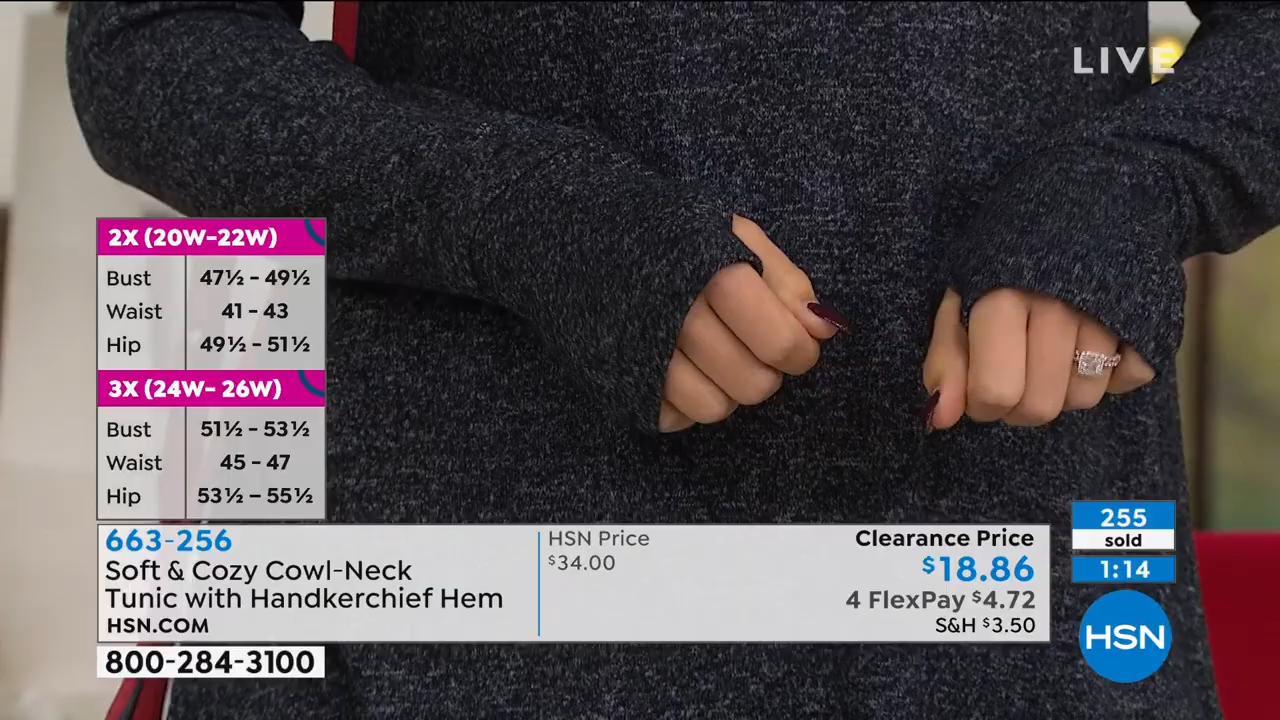 LIVE
2X (20W-22W)
Bust 47½ - 49½
Waist 41 - 43
Hip 49½ - 51½
3X (24W- 26W)
Bust 51½ - 53½
Waist 45 - 47
Hip 53½ - 55½
663-256
Soft & Cozy Cowl-Neck
Tunic with Handkerchief Hem
HSN.COM
800-284-3100
HSN Price
$34.00
Clearance Price
$18.86
4 FlexPay $4.72
S&H $3.50
255
sold
1:14
HSN